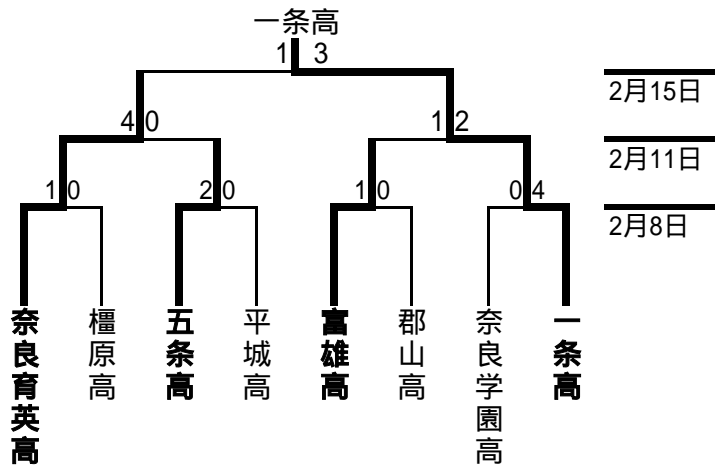 一条高
1 3
2月15日
4 0
1 2
2月11日
1 0
2 0
1 0
0 4
2月8日
奈良育英高
橿原高
五条高
平城高
富雄高
郡山高
奈良学園高
一条高